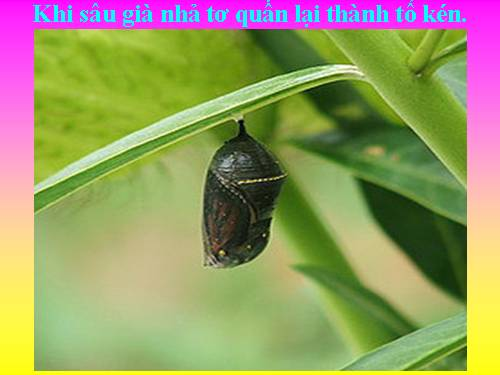 Khi sâu già nhả tơ quấn lại thành tổ kén.